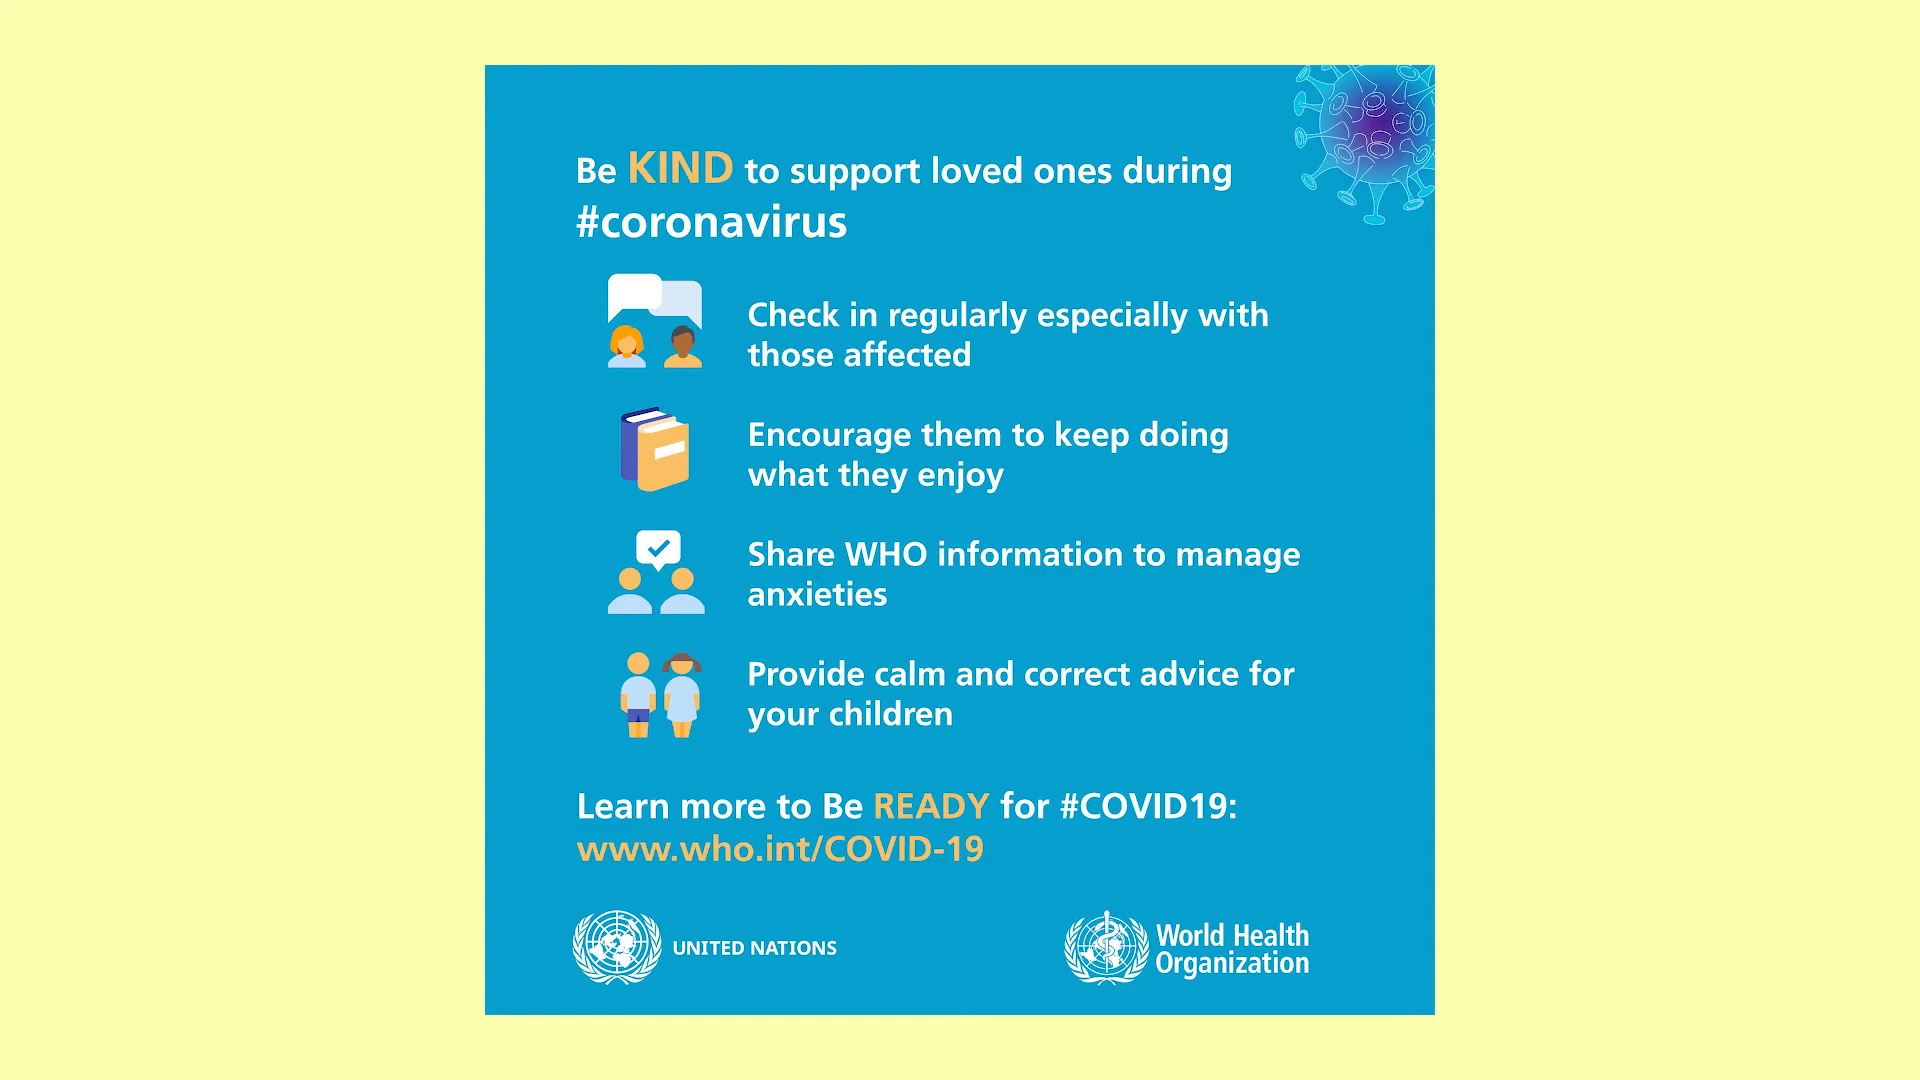 Be KIND to support loved ones during
#coronavirus
Check in regularly especially with
those affected
Encourage them to keep doing
what they enjoy
Share WHO information to manage
anxieties
Provide calm and correct advice for
your children
Learn more to Be READY for #COVID19:
www.who.int/COVID-19
UNITED NATIONS
World Health
Organization